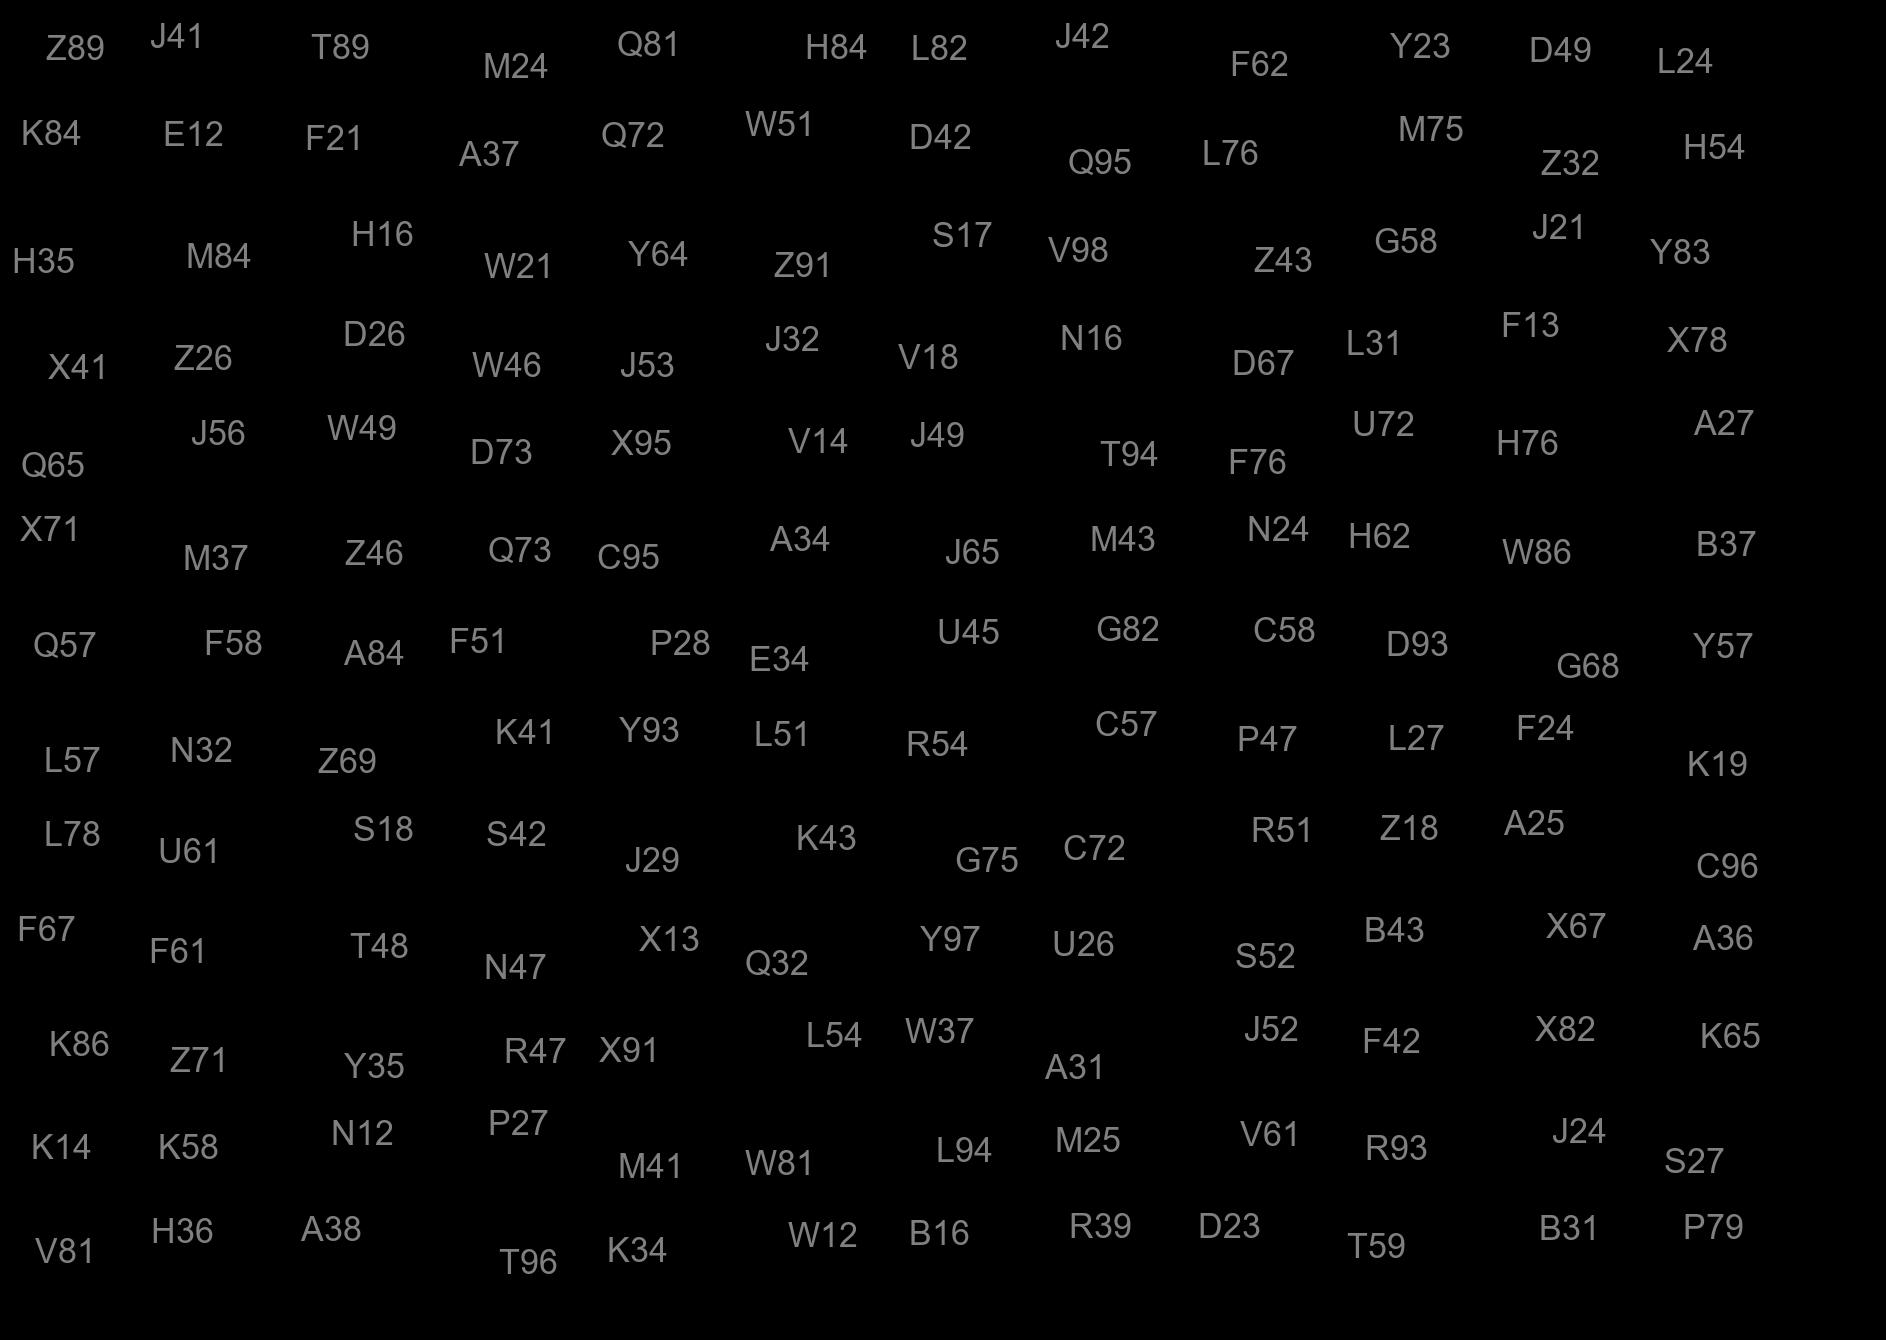 Z89 J41 T89 M24 Q81 H84 L82 J42 F62 Y23 D49 L24
K84 E12 F21 A37 Q72 W51 D42 Q95 L76 M75 Z32 H54
H35 M84 H16 W21 Y64 Z91 S17 V98 Z43 G58 J21 Y83
X41 Z26 D26 W46 J53 J32 V18 N16 D67 L31 F13 X78
Q65 J56 W49 D73 X95 V14 J49 T94 F76 U72 H76 A27
X71 M37 Z46 Q73 C95 A34 J65 M43 N24 H62 W86 B37
Q57 F58 A84 F51 P28 E34 U45 G82 C58 D93 G68 Y57
L57 N32 Z69 K41 Y93 L51 R54 C57 P47 L27 F24 K19
L78 U61 S18 S42 J29 K43 G75 C72 R51 Z18 A25 C96
F67 F61 T48 N47 X13 Q32 Y97 U26 S52 B43 X67 A36
K86 Z71 Y35 R47 X91 L54 W37 A31 J52 F42 X82 K65
K14 K58 N12 P27 M41 W81 L94 M25 V61 R93 J24 S27
V81 H36 A38 T96 K34 W12 B16 R39 D23 T59 B31 P79